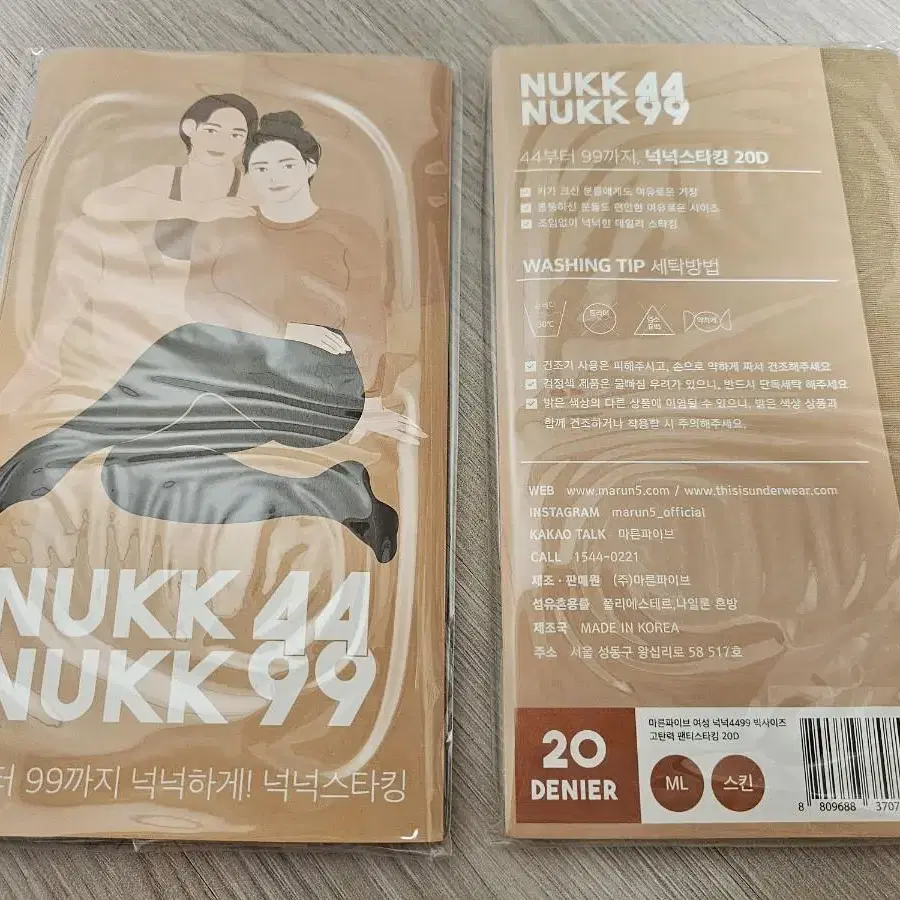 NUKK 44
NUKK 99
터 99까지 넉넉하게! 넉넉스타킹
NUKK 44
NUKK 99
44부터 99까지, 넉넉스타킹 20D
키가 크신 분들에게도 여유로운 기장
통통하신 분들도 편안한 여유로운 사이즈
조임없이 넉넉한 데일리 스타킹
WASHING TIP 세탁방법
30℃
드라이
염소
표백
약하게
건조기 사용은 피해주시고, 손으로 약하게 짜서 건조해주세요
검정색 제품은 물빠짐 우려가 있으니, 반드시 단독세탁 해주세요
밝은 색상의 다른 상품에 이염될 수 있으니, 밝은 색상 상품과
함께 건조하거나 착용할 시 주의해주세요.
WEB www.marun5.com / www.thisisunderwear.com
INSTAGRAM marun5_official
KAKAO TALK 마른파이브
CALL 1544-0221
제조·판매원 (주)마른파이브
섬유혼용률 폴리에스테르,나일론 혼방
제조국 MADE IN KOREA
주소 서울 성동구 왕십리로 58 517호
20
DENIER
마른파이브 여성 넉넉4499 빅사이즈
고탄력 팬티스타킹 20D
ML
스킨
8 809688 3707